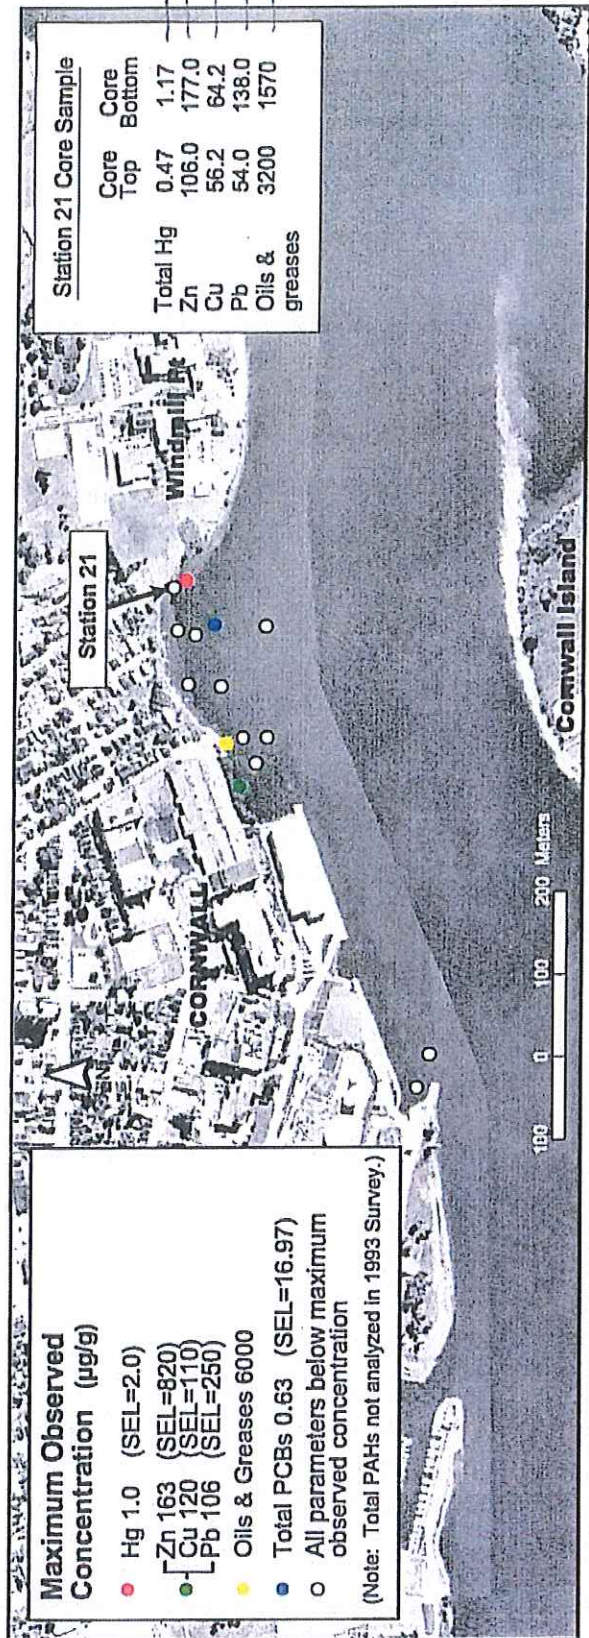 Maximum Observed
Concentration (µg/g)
Hg 1.0 (SEL=2.0)
Zn 163 (SEL=820)
Cu 120 (SEL=110)
Pb 106 (SEL=250)
Oils & Greases 6000
Total PCBs 0.63 (SEL=16.97)
All parameters below maximum
observed concentration
(Note: Total PAHs not analyzed in 1993 Survey.)
N
CORNWALL
Station 21
Windmill Pt
Station 21 Core Sample
Core Core
Top Bottom
Total Hg 0.47 1.17
Zn 106.0 177.0
Cu 56.2 64.2
Pb 54.0 138.0
Oils & 3200 1570
greases
100 0 100 200 Meters
Cornwall Island